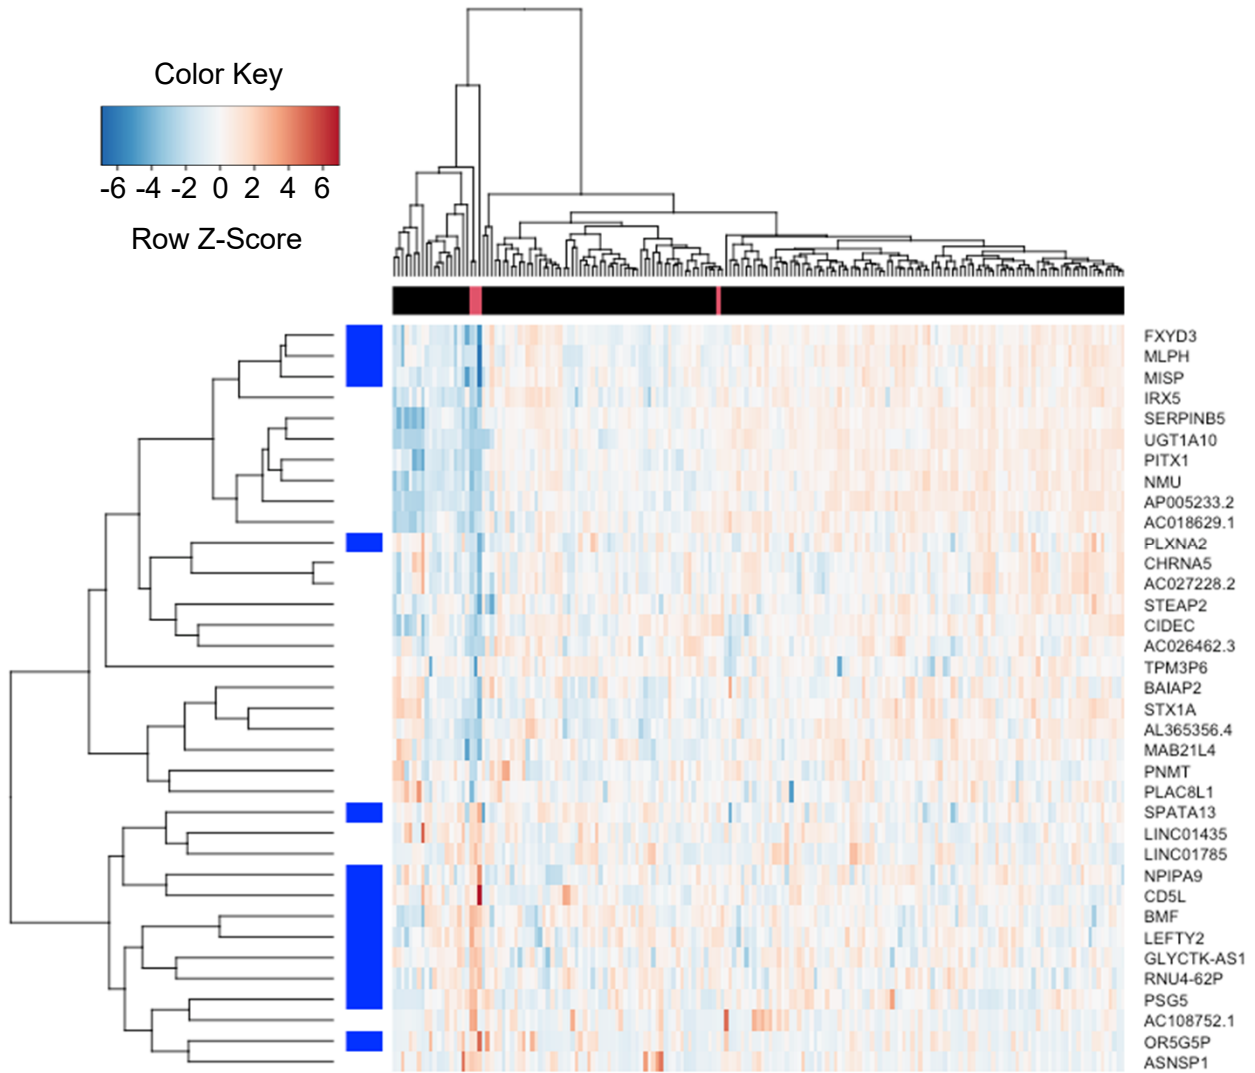 Color Key
-6 -4 -2 0 2 4 6
Row Z-Score
FXYD3
MLPH
MISP
IRX5
SERPINB5
UGT1A10
PITX1
NMU
AP005233.2
AC018629.1
PLXNA2
CHRNA5
AC027228.2
STEAP2
CIDEC
AC026462.3
TPM3P6
BAIAP2
STX1A
AL365356.4
MAB21L4
PNMT
PLAC8L1
SPATA13
LINC01435
LINC01785
NPIPA9
CD5L
BMF
LEFTY2
GLYCTK-AS1
RNU4-62P
PSG5
AC108752.1
OR5G5P
ASNSP1